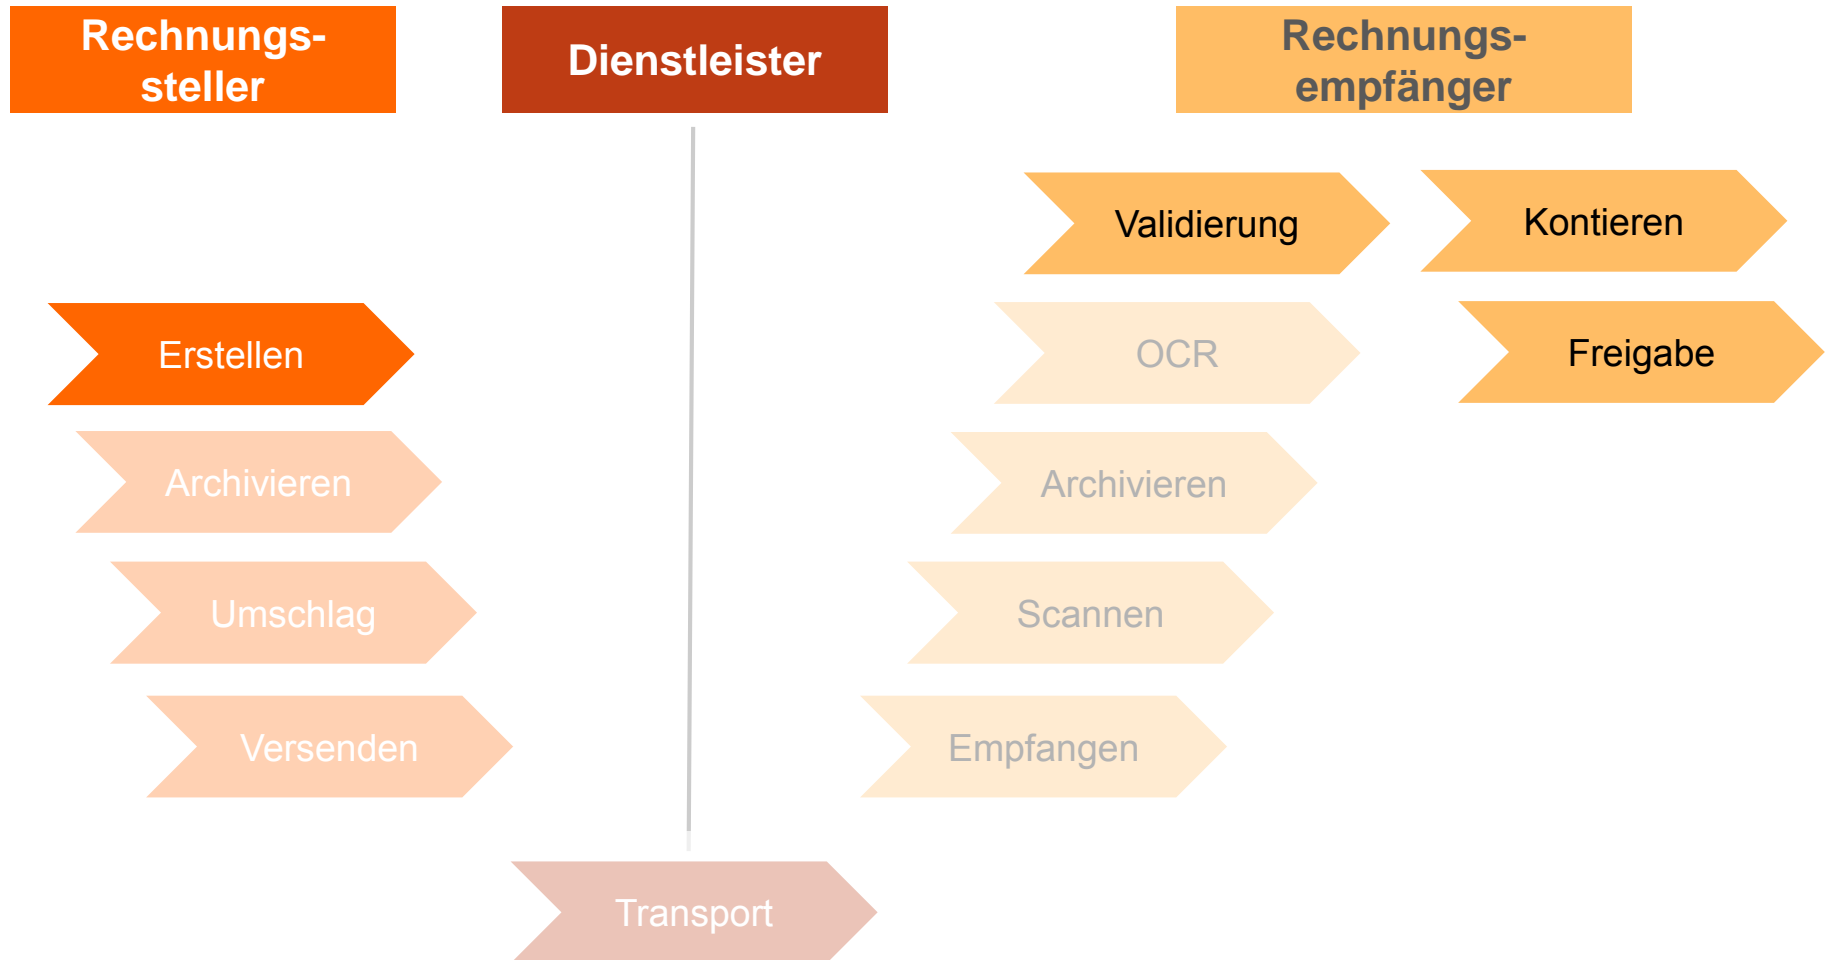 Rechnungs-
steller
Dienstleister
Rechnungs-
empfänger
Validierung
Kontieren
Erstellen
OCR
Freigabe
Archivieren
Archivieren
Umschlag
Scannen
Versenden
Empfangen
Transport